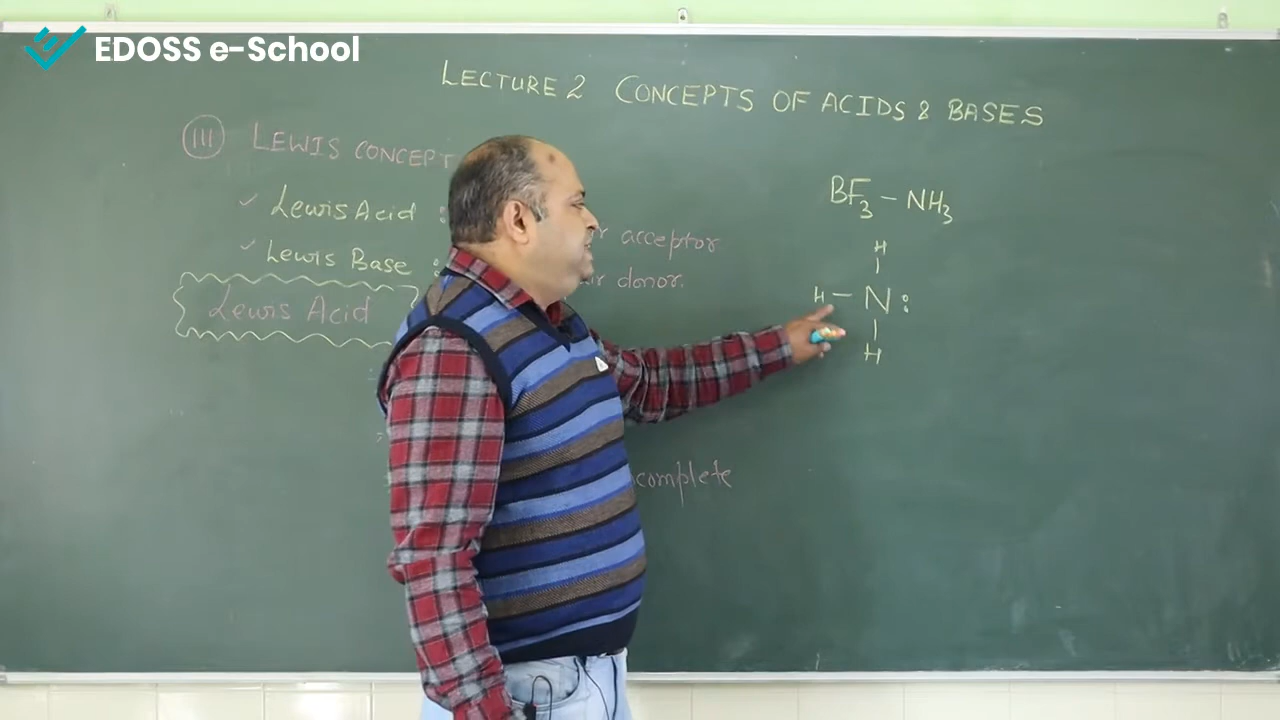 EDOSS e-School
LECTURE 2 CONCEPTS OF ACIDS & BASES
III LEWIS CONCEPT
✓ Lewis Acid :
acceptor
✓ Lewis Base :
donor.
Lewis Acid
BF3 - NH3
H
H - N :
H